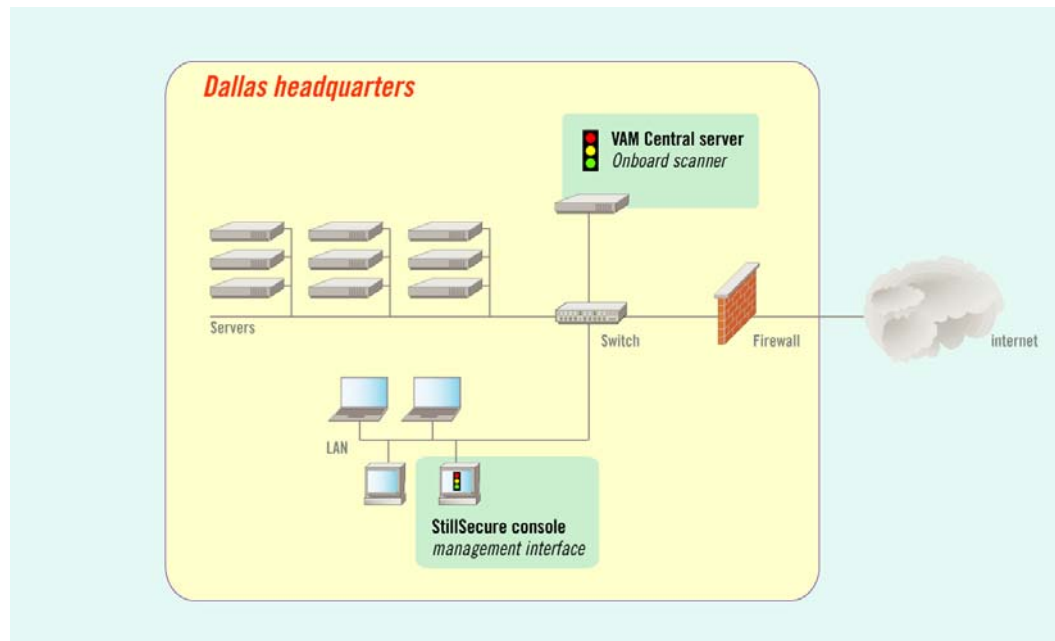 Dallas headquarters
VAM Central server
Onboard scanner
Servers
Switch
Firewall
internet
LAN
StillSecure console
management interface